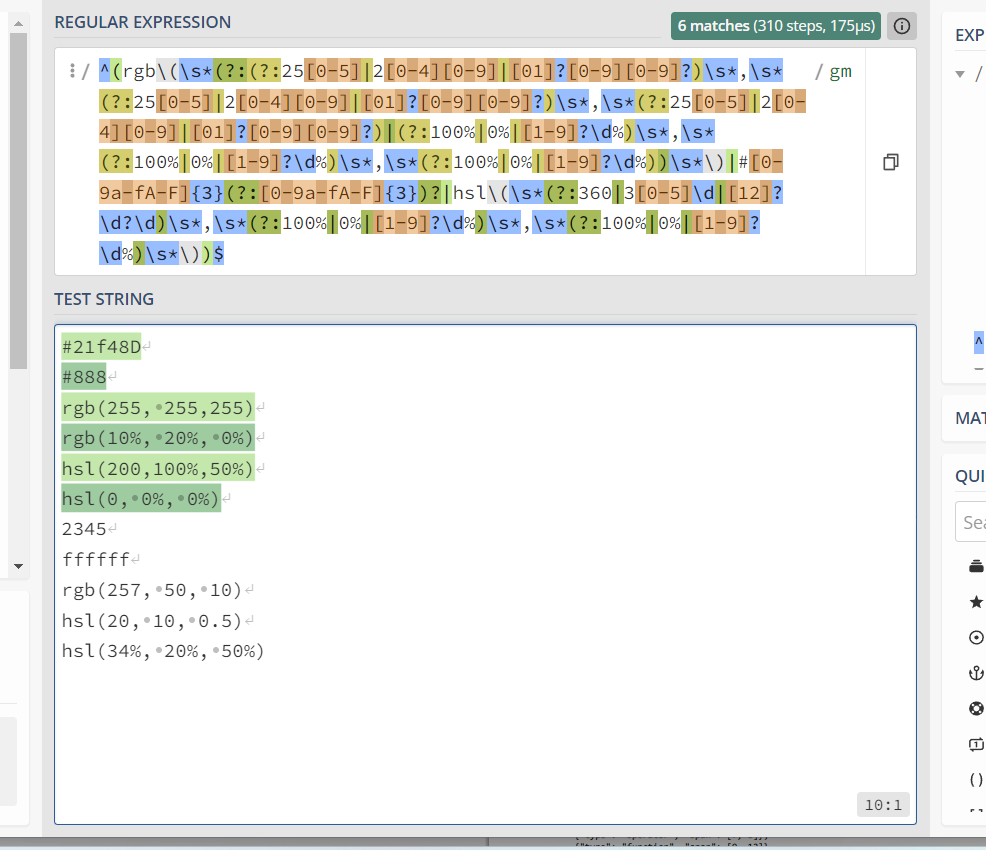 REGULAR EXPRESSION
6 matches (310 steps, 175µs)
EXP
/ ^(rgb\(\s*(?:(?:25[0-5]|2[0-4][0-9]|[01]?[0-9][0-9]?)\s*,\s* / gm
(?:25[0-5]|2[0-4][0-9]|[01]?[0-9][0-9]?)\s*,\s*(?:25[0-5]|2[0-
4][0-9]|[01]?[0-9][0-9]?)|(?:100%|0%|[1-9]?\d%)\s*,\s*
(?:100%|0%|[1-9]?\d%)\s*,\s*(?:100%|0%|[1-9]?\d%))\s*\)|#[0-
9a-fA-F]{3}(?:[0-9a-fA-F]{3})?|hsl\(\s*(?:360|3[0-5]\d|[12]?
\d?\d)\s*,\s*(?:100%|0%|[1-9]?\d%)\s*,\s*(?:100%|0%|[1-9]?
\d%)\s*\))$
TEST STRING
#21f48D
#888
rgb(255, 255,255)
rgb(10%, 20%, 0%)
hsl(200,100%,50%)
hsl(0, 0%, 0%)
2345
ffffff
rgb(257, 50, 10)
hsl(20, 10, 0.5)
hsl(34%, 20%, 50%)
10:1
/
^
MAT
QUI
Sea
()